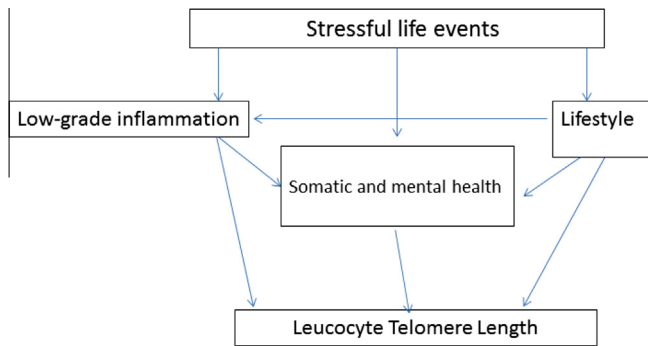 Stressful life events
Low-grade inflammation
Lifestyle
Somatic and mental health
Leucocyte Telomere Length